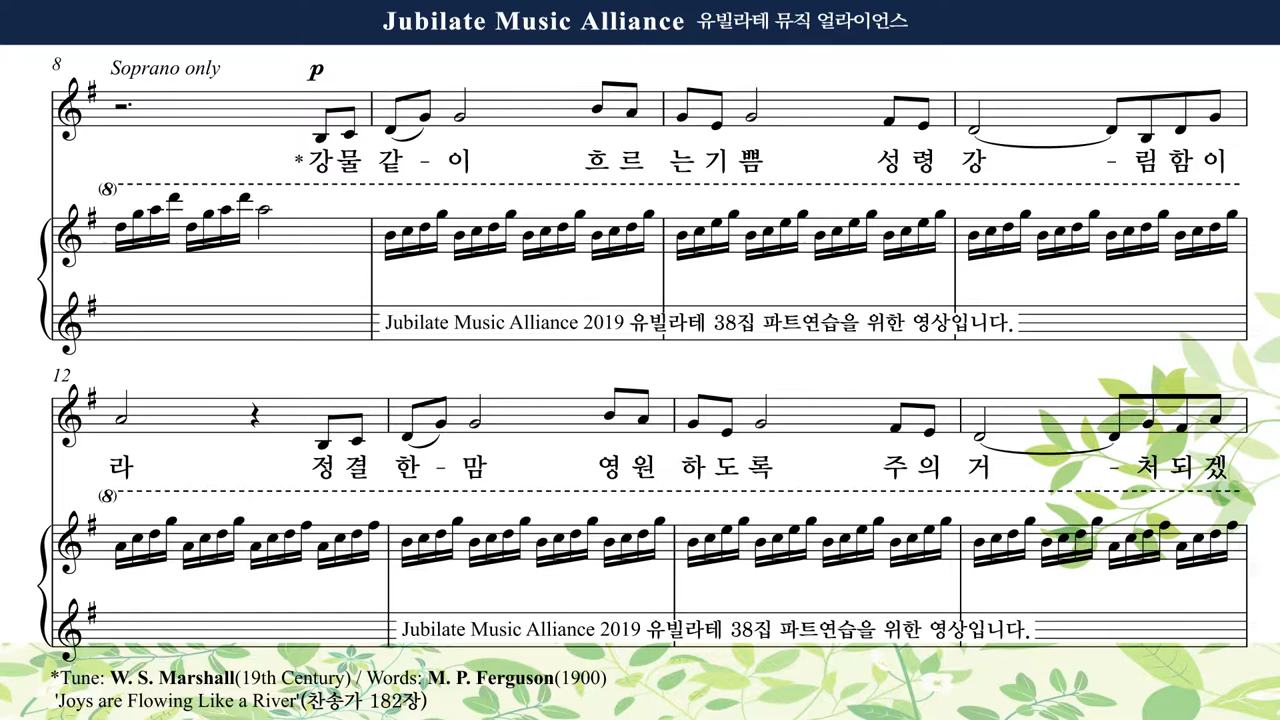 Jubilate Music Alliance 유빌라테 뮤직 얼라이언스
8 Soprano only p
*강물 같 - 이 흐르 는기 쁨 성령 강 - 림함이
(8)
Jubilate Music Alliance 2019 유빌라테 38집 파트연습을 위한 영상입니다.
12
라 정결 한 - 맘 영원 하도 록 주의 거 - 처되겠
(8)
Jubilate Music Alliance 2019 유빌라테 38집 파트연습을 위한 영상입니다.
*Tune: W. S. Marshall(19th Century) / Words: M. P. Ferguson(1900)
'Joys are Flowing Like a River'(찬송가 182장)